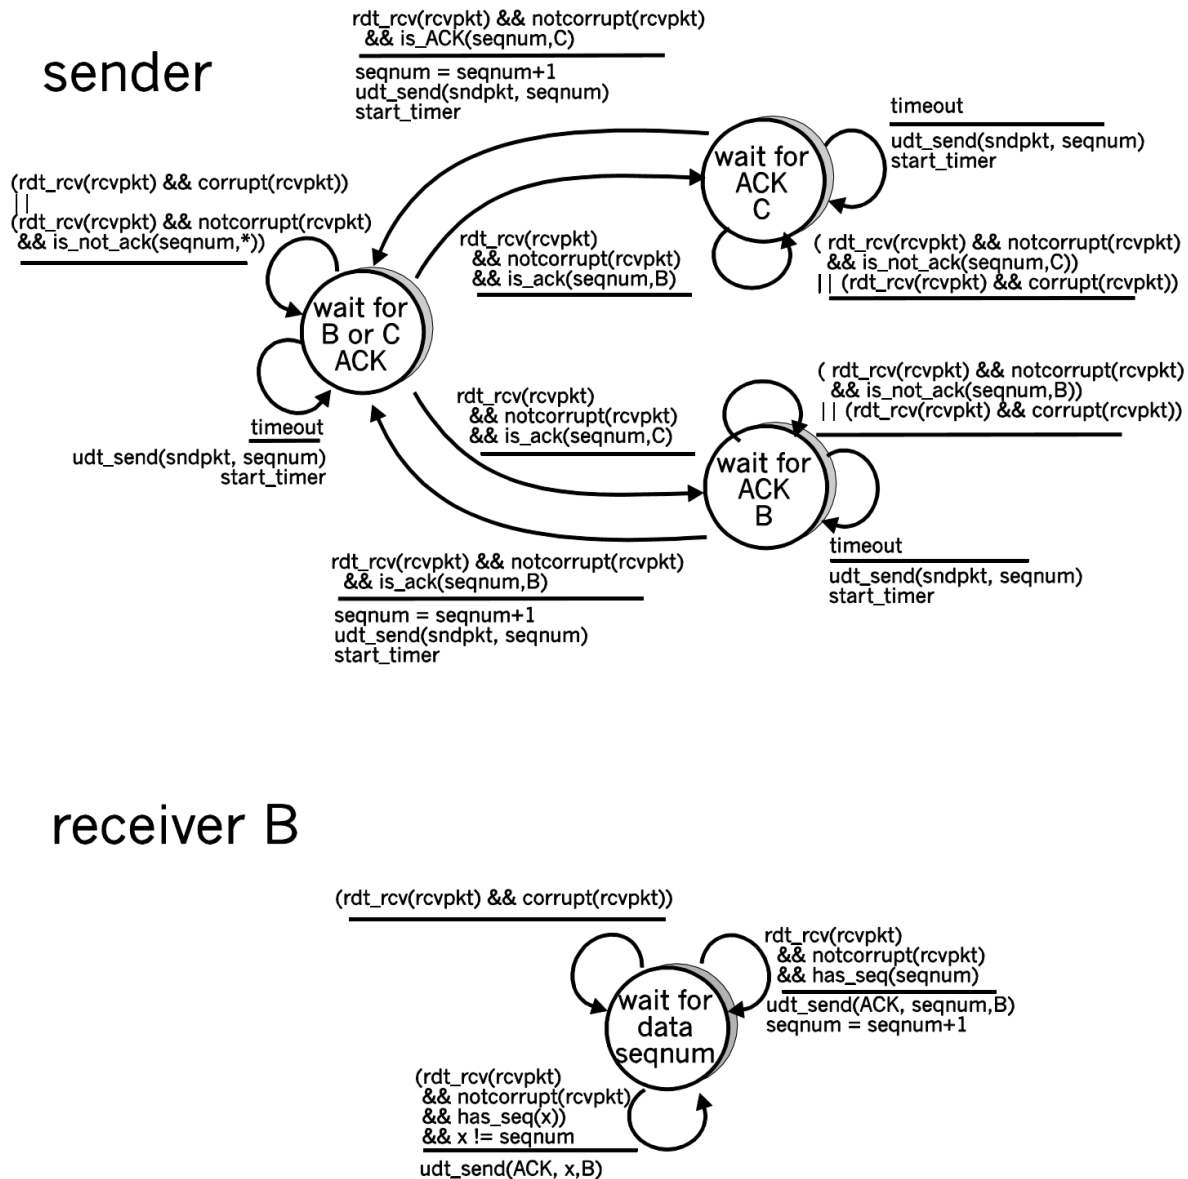 sender
rdt_rcv(rcvpkt) && notcorrupt(rcvpkt)
&& is_ACK(seqnum,C)
seqnum = seqnum+1
udt_send(sndpkt, seqnum)
start_timer
timeout
udt_send(sndpkt, seqnum)
start_timer
wait for
ACK
C
(rdt_rcv(rcvpkt) && corrupt(rcvpkt))
||
(rdt_rcv(rcvpkt) && notcorrupt(rcvpkt)
&& is_not_ack(seqnum,*))
rdt_rcv(rcvpkt)
&& notcorrupt(rcvpkt)
&& is_ack(seqnum,B)
( rdt_rcv(rcvpkt) && notcorrupt(rcvpkt)
&& is_not_ack(seqnum,C))
|| (rdt_rcv(rcvpkt) && corrupt(rcvpkt))
wait for
B or C
ACK
( rdt_rcv(rcvpkt) && notcorrupt(rcvpkt)
&& is_not_ack(seqnum,B))
|| (rdt_rcv(rcvpkt) && corrupt(rcvpkt))
rdt_rcv(rcvpkt)
&& notcorrupt(rcvpkt)
&& is_ack(seqnum,C)
timeout
udt_send(sndpkt, seqnum)
start_timer
wait for
ACK
B
timeout
udt_send(sndpkt, seqnum)
start_timer
rdt_rcv(rcvpkt) && notcorrupt(rcvpkt)
&& is_ack(seqnum,B)
seqnum = seqnum+1
udt_send(sndpkt, seqnum)
start_timer
receiver B
(rdt_rcv(rcvpkt) && corrupt(rcvpkt))
rdt_rcv(rcvpkt)
&& notcorrupt(rcvpkt)
&& has_seq(seqnum)
udt_send(ACK, seqnum,B)
seqnum = seqnum+1
wait for
data
seqnum
(rdt_rcv(rcvpkt)
&& notcorrupt(rcvpkt)
&& has_seq(x))
&& x != seqnum
udt_send(ACK, x,B)